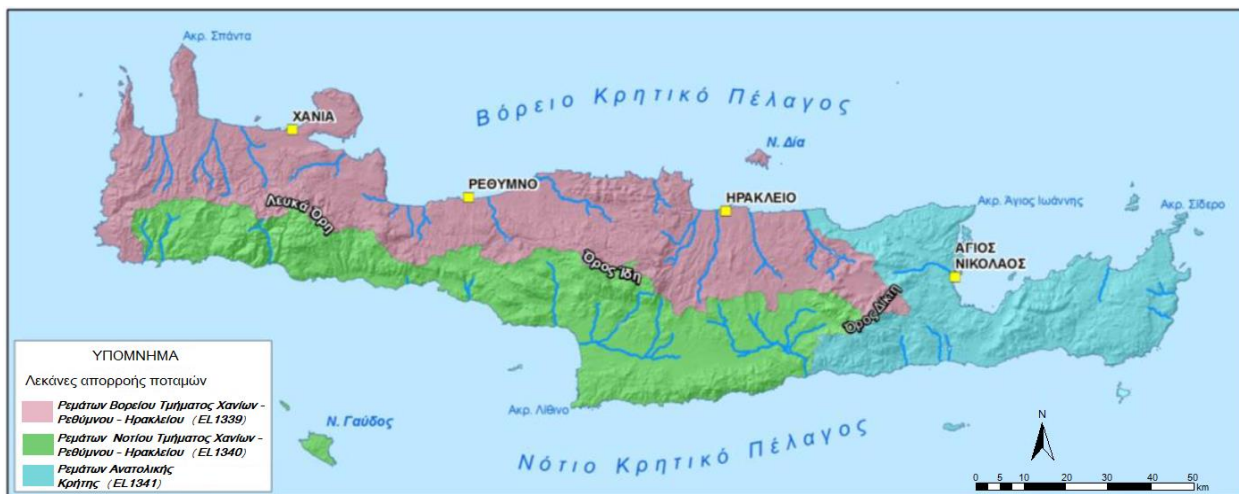 Ακρ. Σπάντα
ΧΑΝΙΑ
Βόρειο Κρητικό Πέλαγος
Ν. Δία
ΡΕΘΥΜΝΟ
ΗΡΑΚΛΕΙΟ
Ακρ. Άγιος Ιωάννης
Ακρ. Σίδερο
Λευκά Όρη
ΑΓΙΟΣ
ΝΙΚΟΛΑΟΣ
Όρος Ίδη
Όρος Δίκτη
ΥΠΟΜΝΗΜΑ
Λεκάνες απορροής ποταμών
Ρεμάτων Βορείου Τμήματος Χανίων -
Ρεθύμνου - Ηρακλείου (EL1339)
Ρεμάτων Νοτίου Τμήματος Χανίων -
Ρεθύμνου - Ηρακλείου (EL1340)
Ρεμάτων Ανατολικής
Κρήτης (EL1341)
Ν. Γαύδος
Ακρ. Λίθινο
Νότιο Κρητικό Πέλαγος
N
0 5 10 20 30 40 50
km